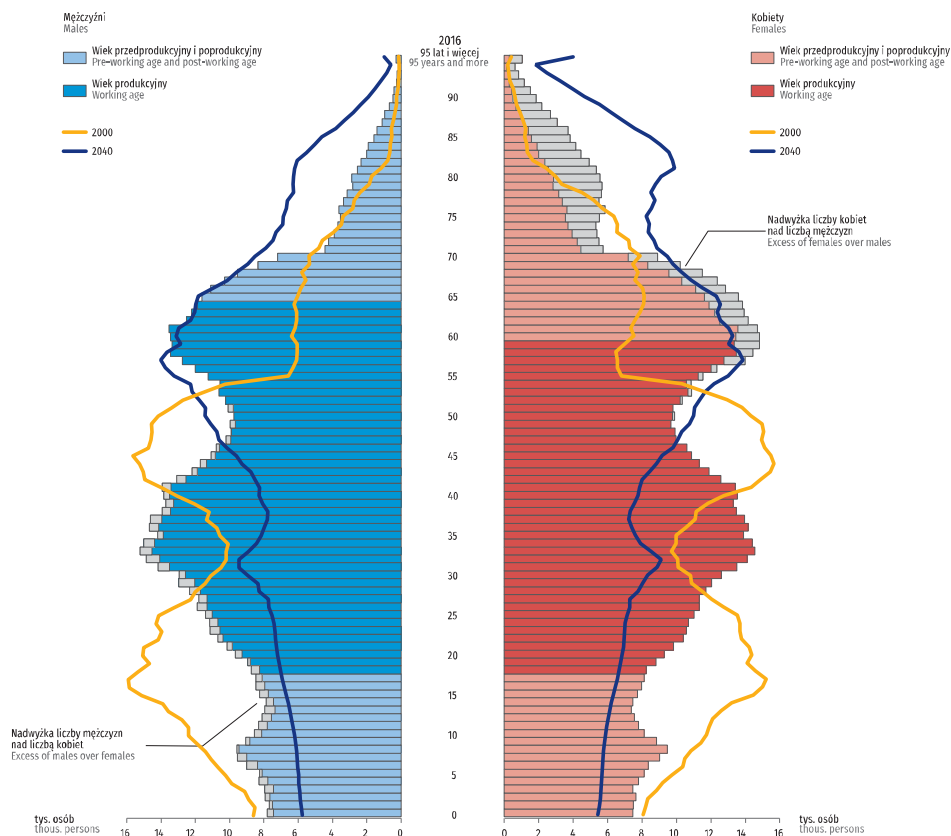 Mężczyźni
Males
Wiek przedprodukcyjny i poprodukcyjny
Pre-working age and post-working age
Wiek produkcyjny
Working age
2000
2040
2016
95 lat i więcej
95 years and more
Kobiety
Females
Wiek przedprodukcyjny i poprodukcyjny
Pre-working age and post-working age
Wiek produkcyjny
Working age
2000
2040
90
85
80
75
70
65
60
55
50
45
40
35
30
25
20
15
10
5
0
Nadwyżka liczby kobiet
nad liczbą mężczyzn
Excess of females over males
Nadwyżka liczby mężczyzn
nad liczbą kobiet
Excess of males over females
tys. osób
thous. persons
16 14 12 10 8 6 4 2 0
0 2 4 6 8 10 12 14 16
tys. osób
thous. persons